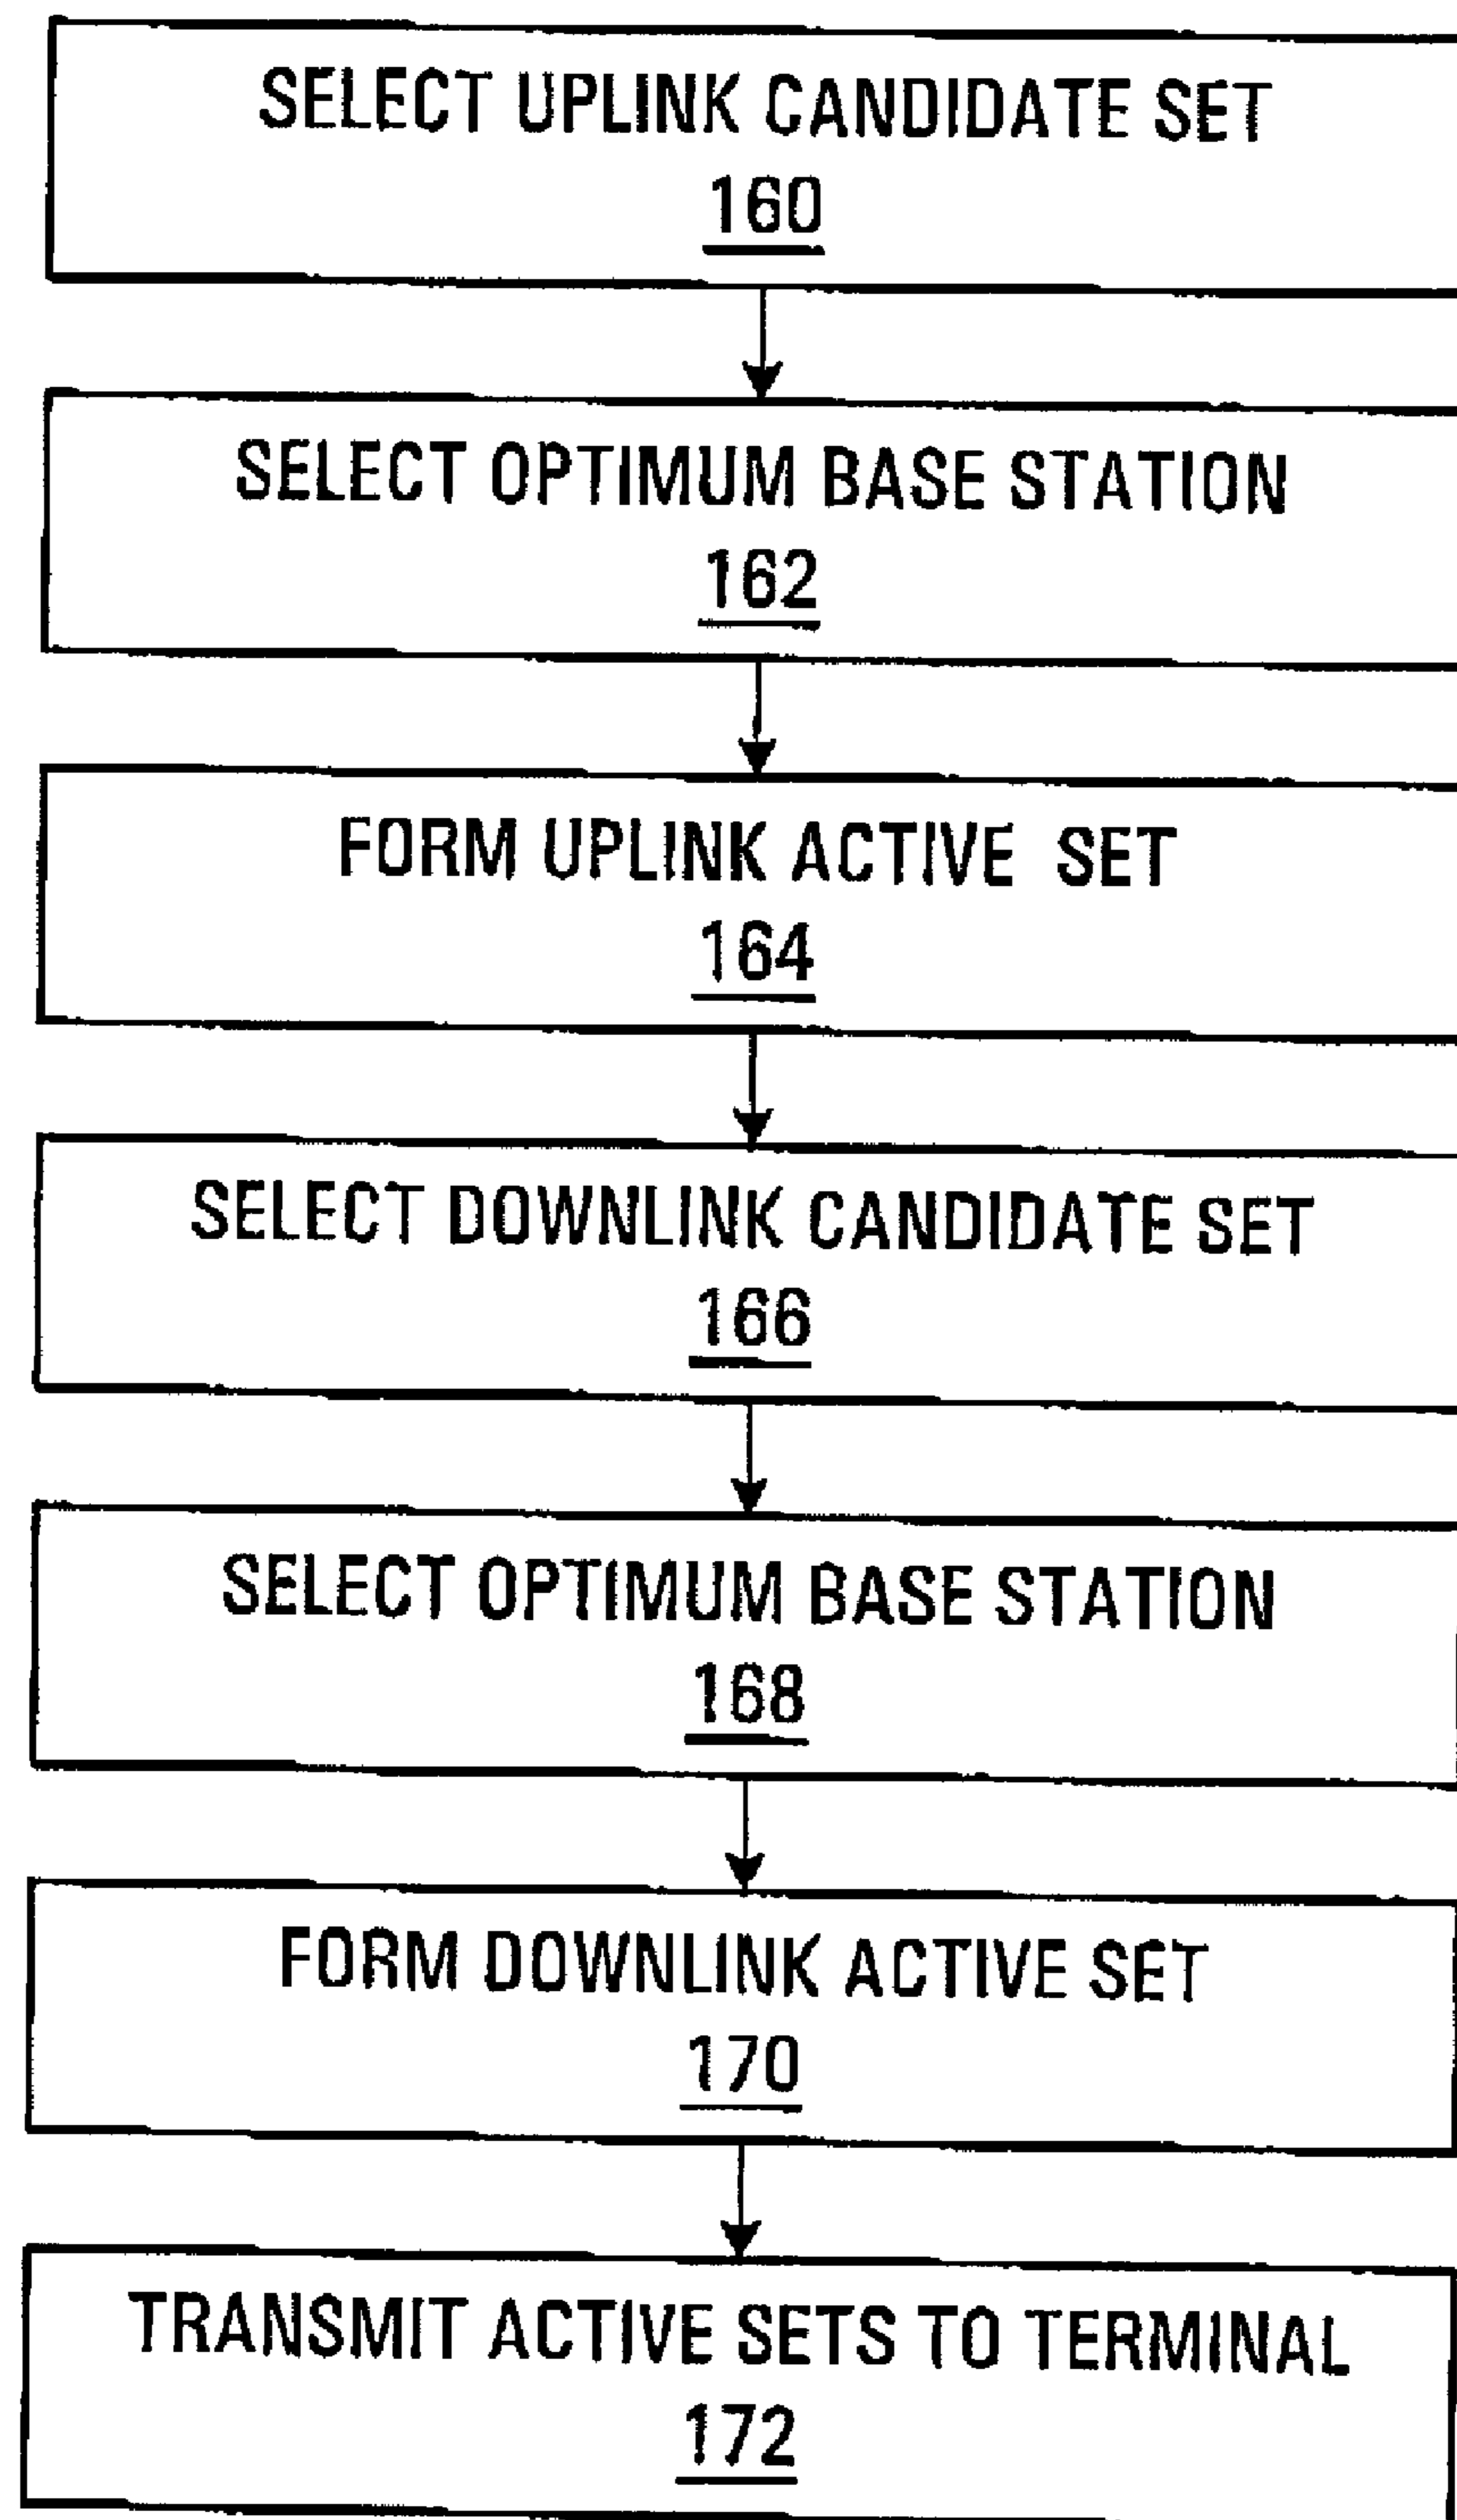 SELECT UPLINK CANDIDATE SET
160
SELECT OPTIMUM BASE STATION
162
FORM UPLINK ACTIVE SET
164
SELECT DOWNLINK CANDIDATE SET
166
SELECT OPTIMUM BASE STATION
168
FORM DOWNLINK ACTIVE SET
170
TRANSMIT ACTIVE SETS TO TERMINAL
172